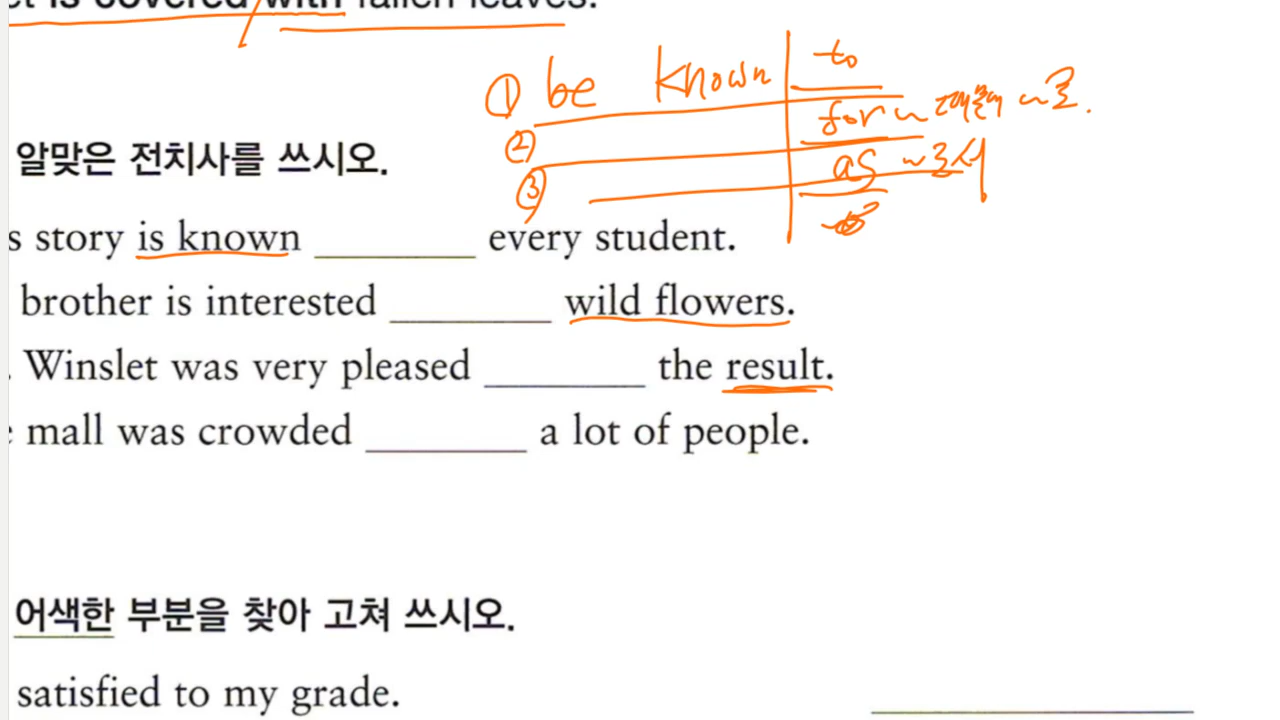 is covered with fallen leaves.
① be known to
② for ~ 때문에 ~로.
③ as ~로서
알맞은 전치사를 쓰시오.
s story is known ________ every student.
brother is interested ________ wild flowers.
. Winslet was very pleased ________ the result.
mall was crowded ________ a lot of people.
어색한 부분을 찾아 고쳐 쓰시오.
satisfied to my grade.